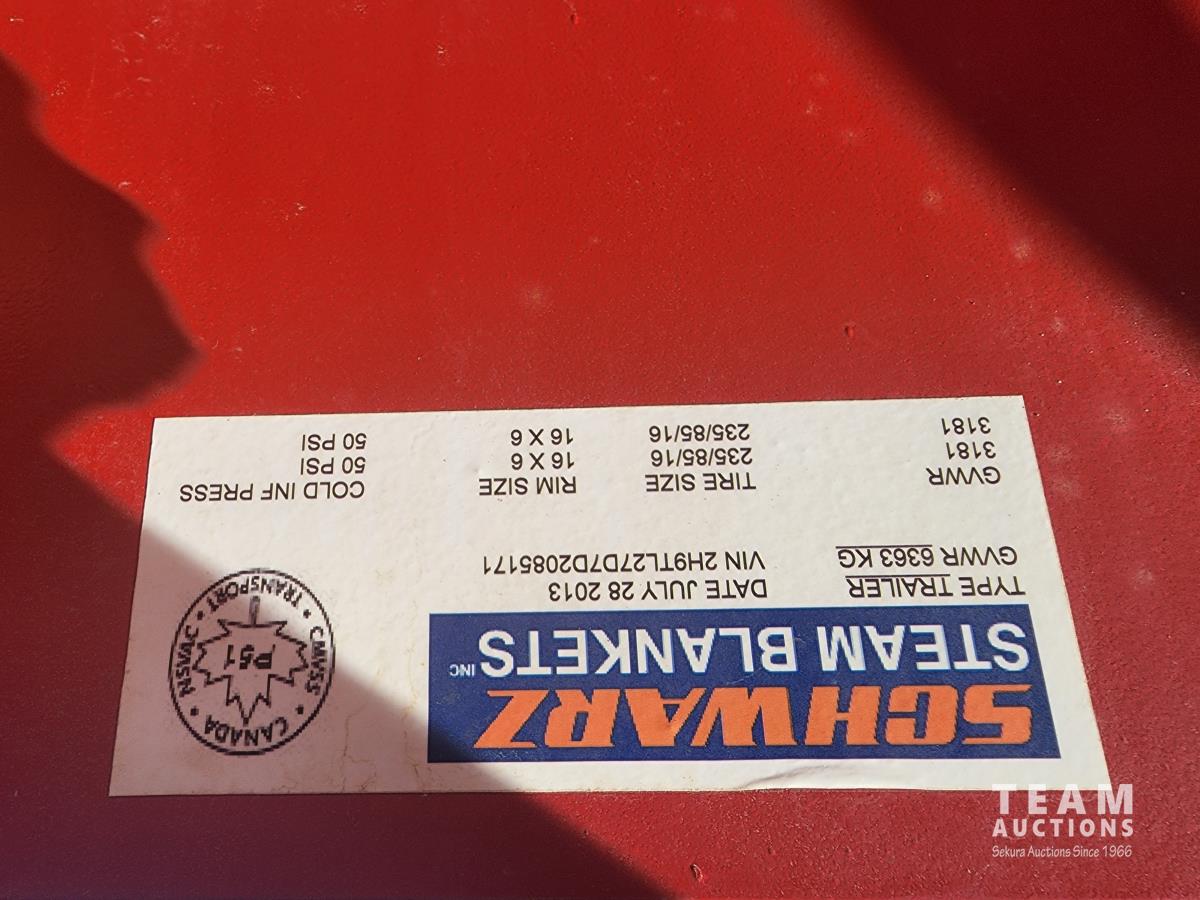 SCHWARZ
STEAM BLANKETS INC
TYPE TRAILER DATE JULY 28 2013
GVWR 6363 KG VIN 2H9TL27D7D2085171
CANADA • TRANSPORT • CMVSS • NSVAC •
P51
GVWR TIRE SIZE RIM SIZE COLD INF PRESS
3181 235/85/16 16 X 6 50 PSI
3181 235/85/16 16 X 6 50 PSI
TEAM
AUCTIONS
Sekura Auctions Since 1966